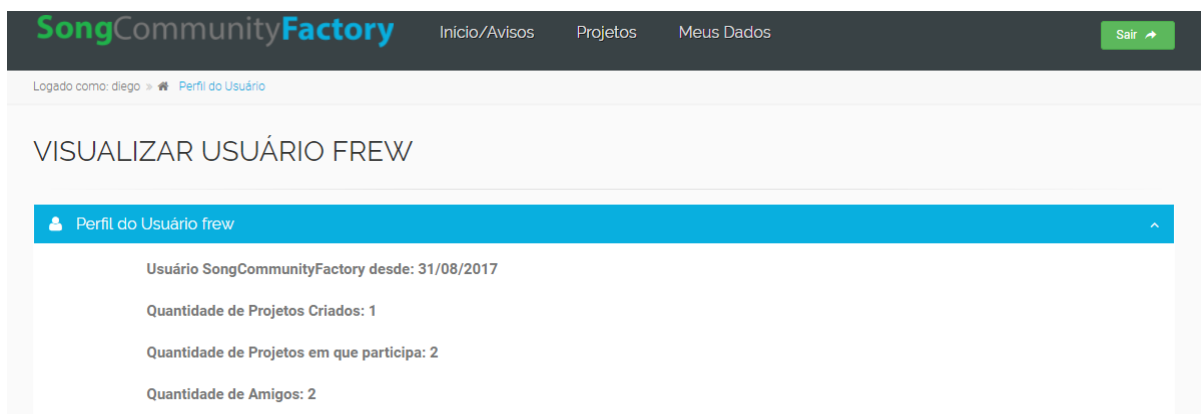 SongCommunityFactory Início/Avisos Projetos Meus Dados Sair
Logado como: diego » Perfil do Usuário
VISUALIZAR USUÁRIO FREW
Perfil do Usuário frew
Usuário SongCommunityFactory desde: 31/08/2017
Quantidade de Projetos Criados: 1
Quantidade de Projetos em que participa: 2
Quantidade de Amigos: 2